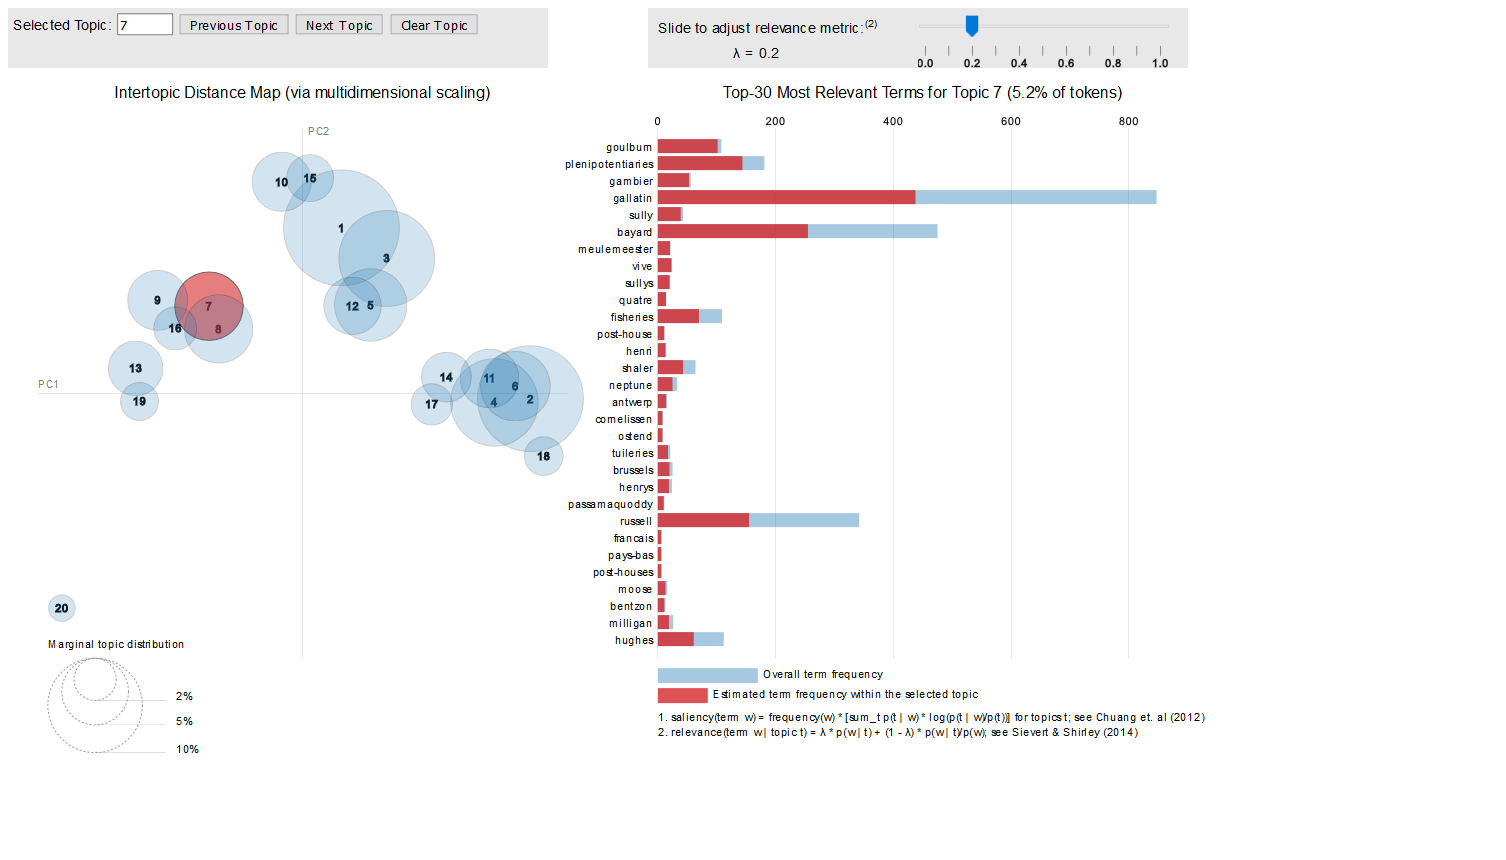 Selected Topic: 7 Previous Topic Next Topic Clear Topic
Slide to adjust relevance metric:(2)
λ = 0.2
0.0 0.2 0.4 0.6 0.8 1.0
Intertopic Distance Map (via multidimensional scaling)
PC2
PC1
10
15
1
3
12
5
9
7
16
8
13
19
14
11
6
17
4
2
18
20
Marginal topic distribution
2%
5%
10%
Top-30 Most Relevant Terms for Topic 7 (5.2% of tokens)
0 200 400 600 800
goulburn
plenipotentiaries
gambier
gallatin
sully
bayard
meulemeester
vive
sullys
quatre
fisheries
post-house
henri
shaler
neptune
antwerp
cornelissen
ostend
tuileries
brussels
henrys
passamaquoddy
russell
francais
pays-bas
post-houses
moose
bentzon
milligan
hughes
Overall term frequency
Estimated term frequency within the selected topic
1. saliency(term w) = frequency(w) * [sum_t p(t | w) * log(p(t | w)/p(t))] for topics t; see Chuang et. al (2012)
2. relevance(term w | topic t) = λ * p(w | t) + (1 - λ) * p(w | t)/p(w); see Sievert & Shirley (2014)